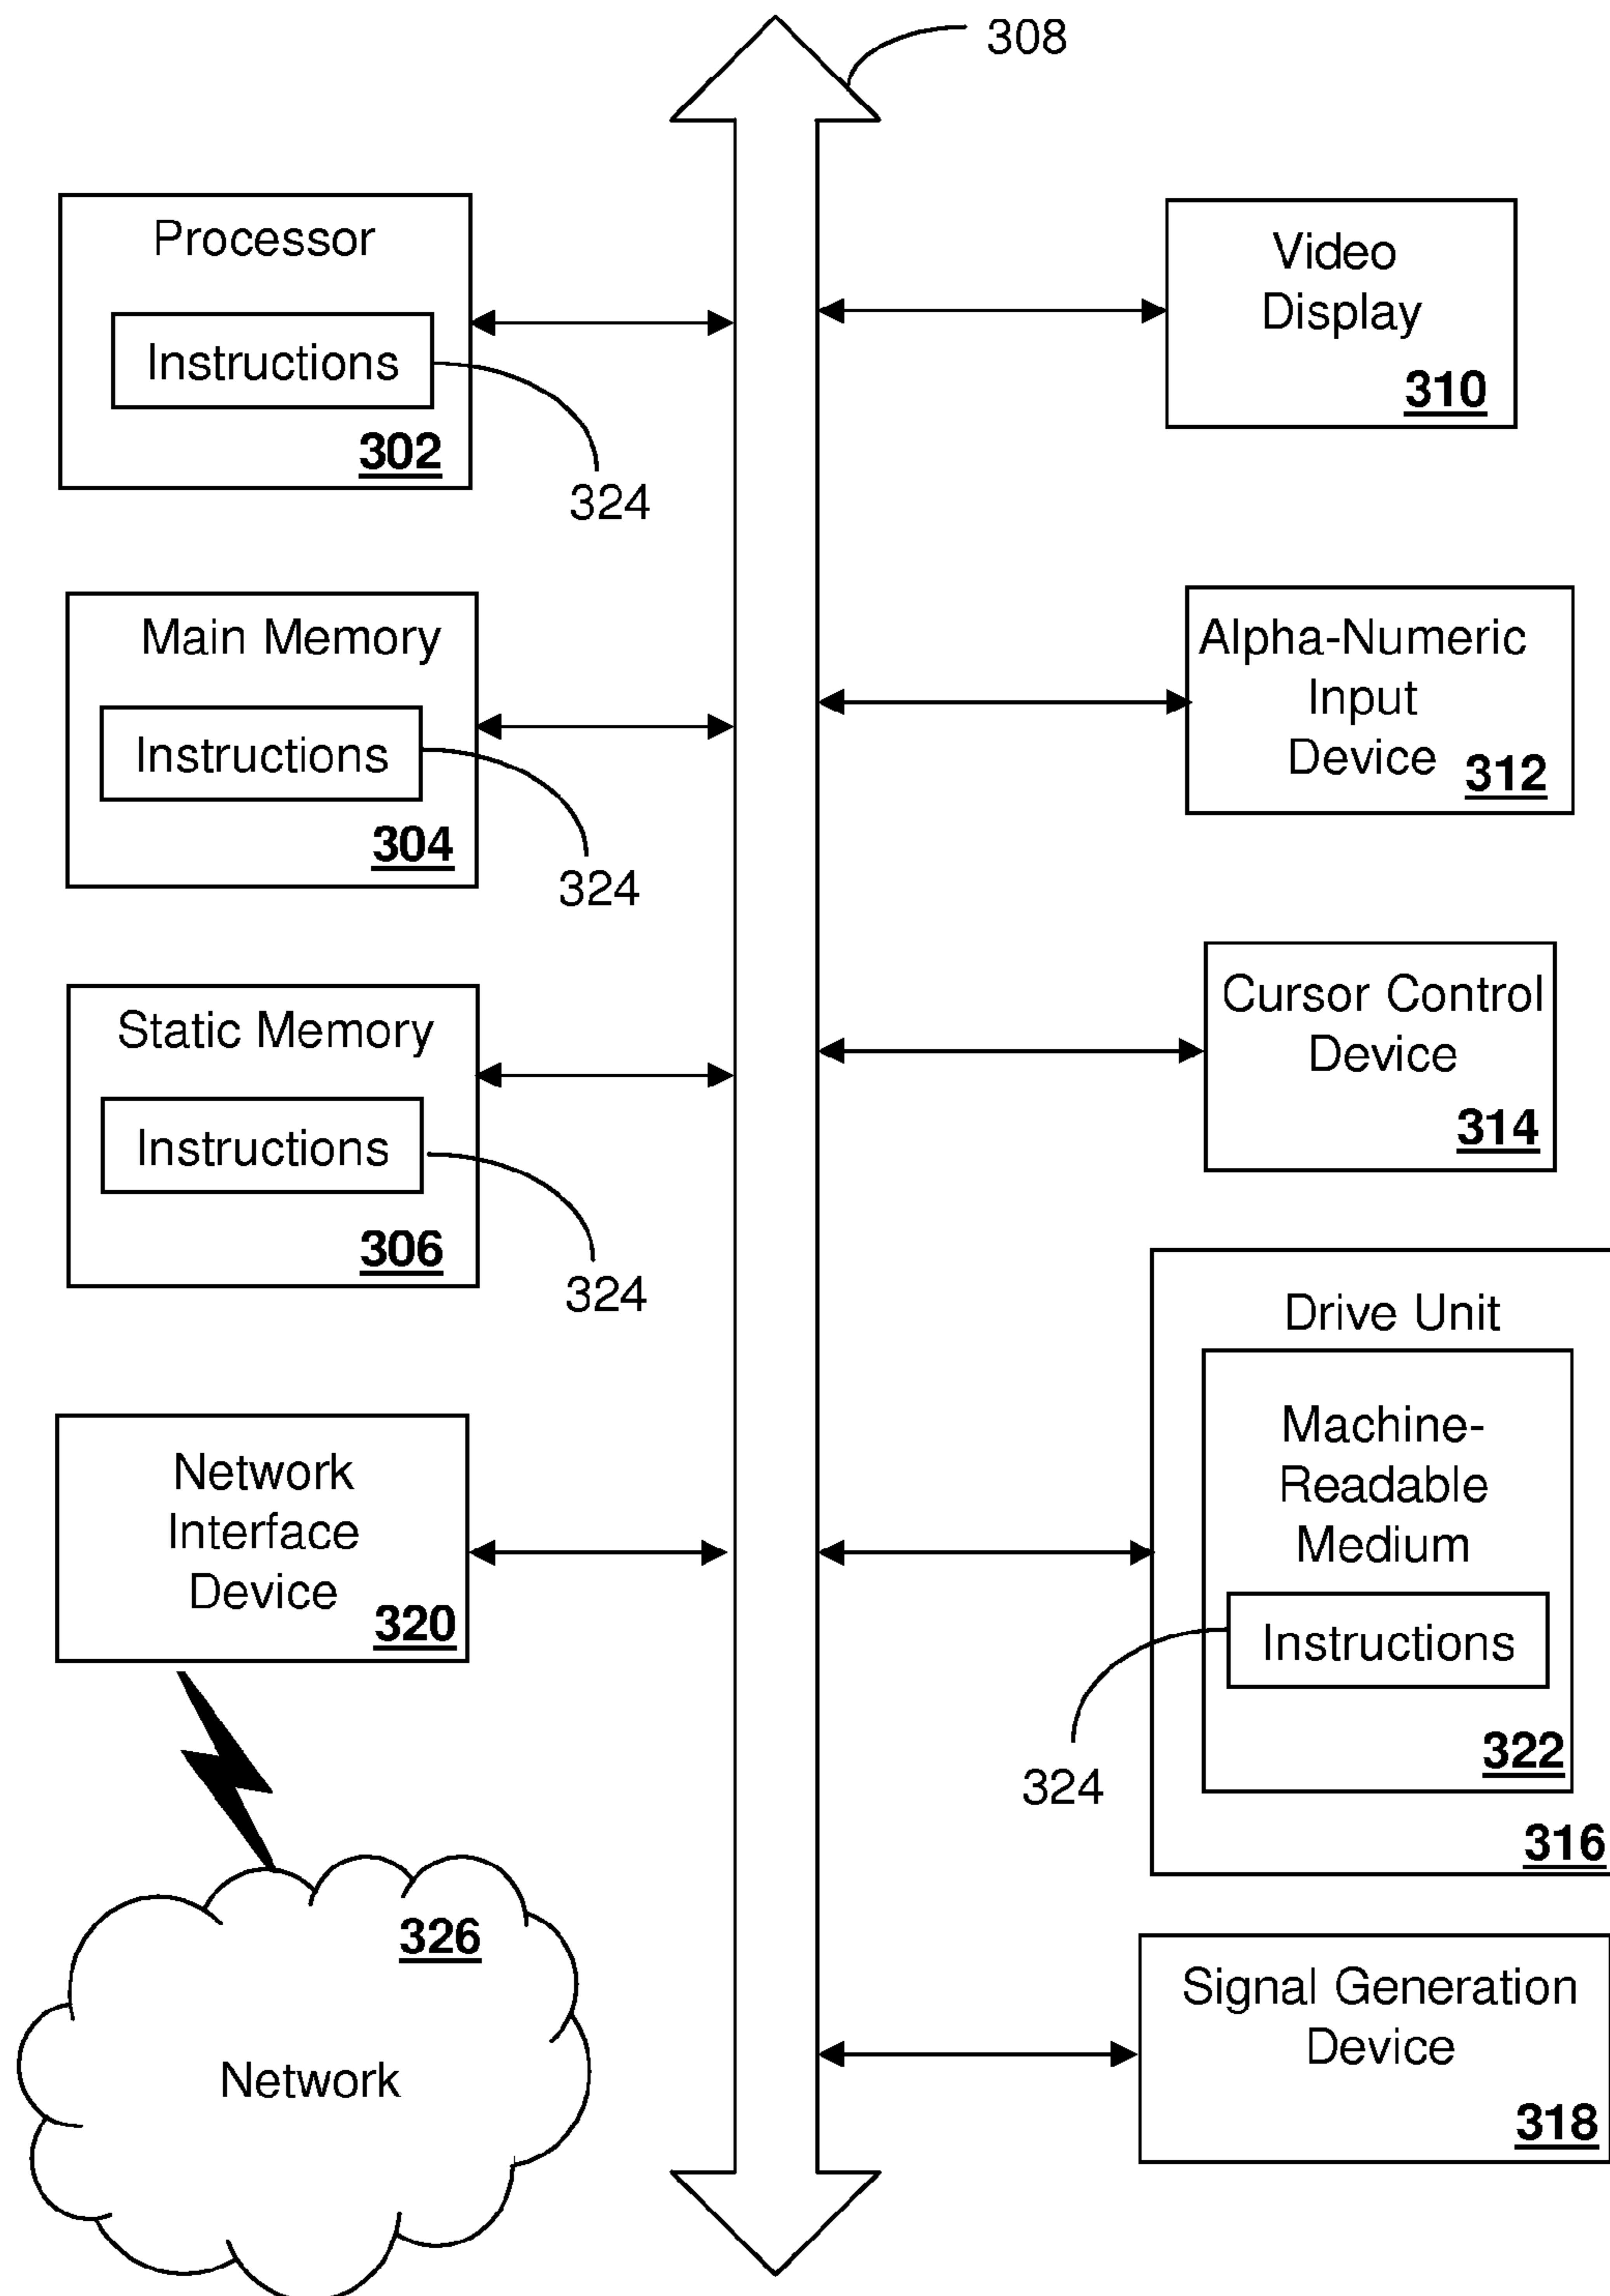 308
Processor
Instructions
302
324
Main Memory
Instructions
304
324
Static Memory
Instructions
306
324
Network
Interface
Device
320
326
Network
Video
Display
310
Alpha-Numeric
Input
Device
312
Cursor Control
Device
314
Drive Unit
Machine-
Readable
Medium
Instructions
324
322
316
Signal Generation
Device
318